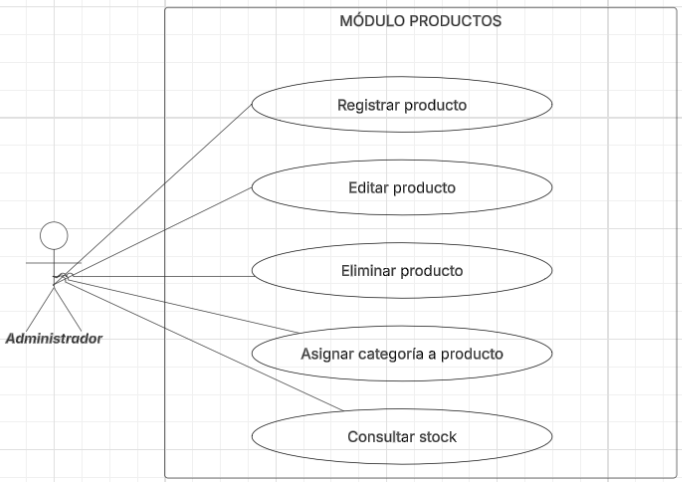 MÓDULO PRODUCTOS
Registrar producto
Editar producto
Eliminar producto
Administrador
Asignar categoría a producto
Consultar stock